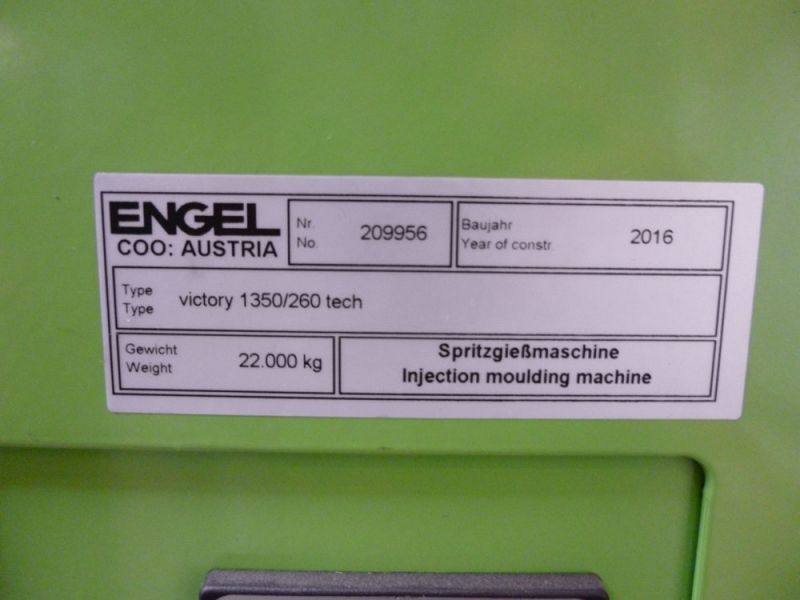 ENGEL
COO: AUSTRIA
Nr.
No.
209956
Baujahr
Year of constr.
2016
Type
Type
victory 1350/260 tech
Gewicht
Weight
22.000 kg
Spritzgießmaschine
Injection moulding machine